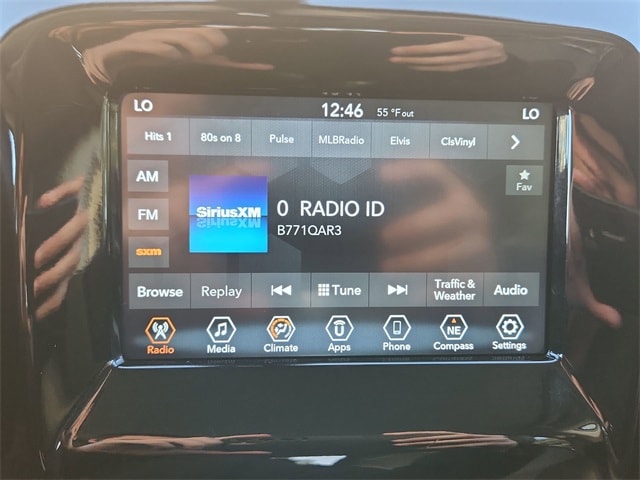 LO 12:46 55 °F out LO
Hits 1 80s on 8 Pulse MLBRadio Elvis ClsVinyl
AM
FM
sxm
SiriusXM
0 RADIO ID
B771QAR3
Fav
Browse Replay Tune Traffic & Weather Audio
Radio Media Climate Apps Phone NE Compass Settings